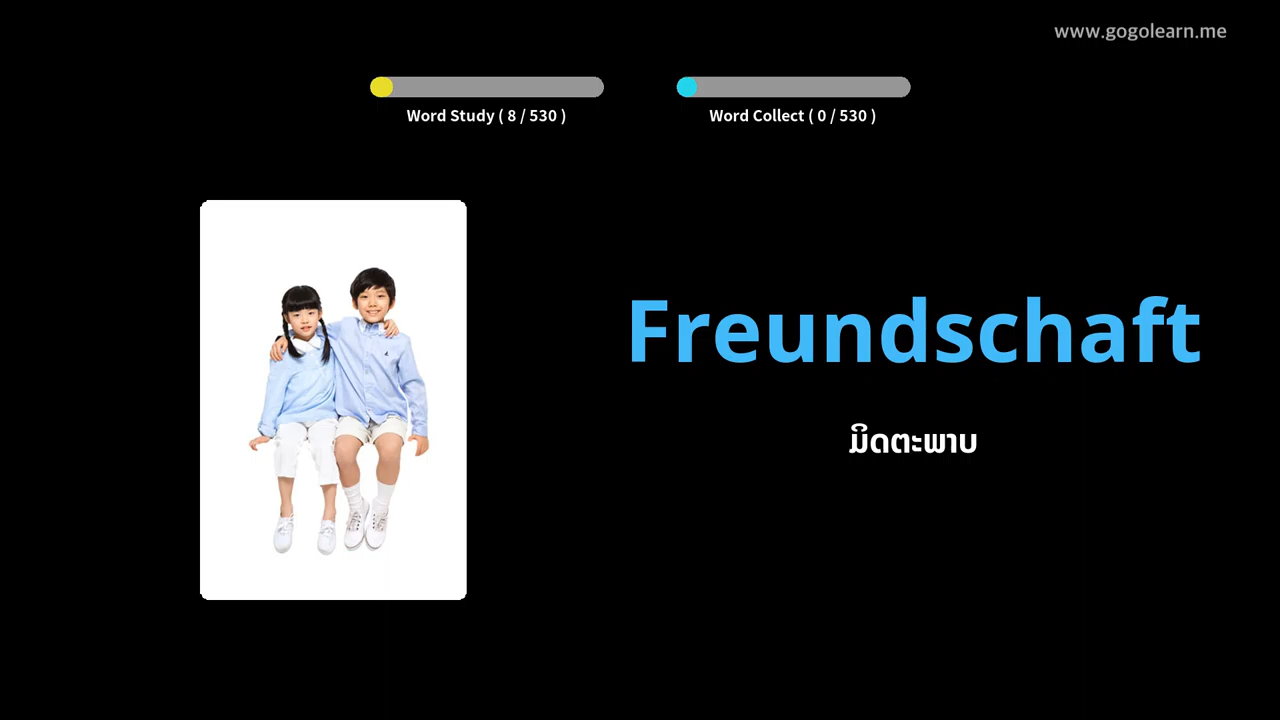 www.gogolearn.me
Word Study ( 8 / 530 )
Word Collect ( 0 / 530 )
Freundschaft
ມິດຕະພາບ